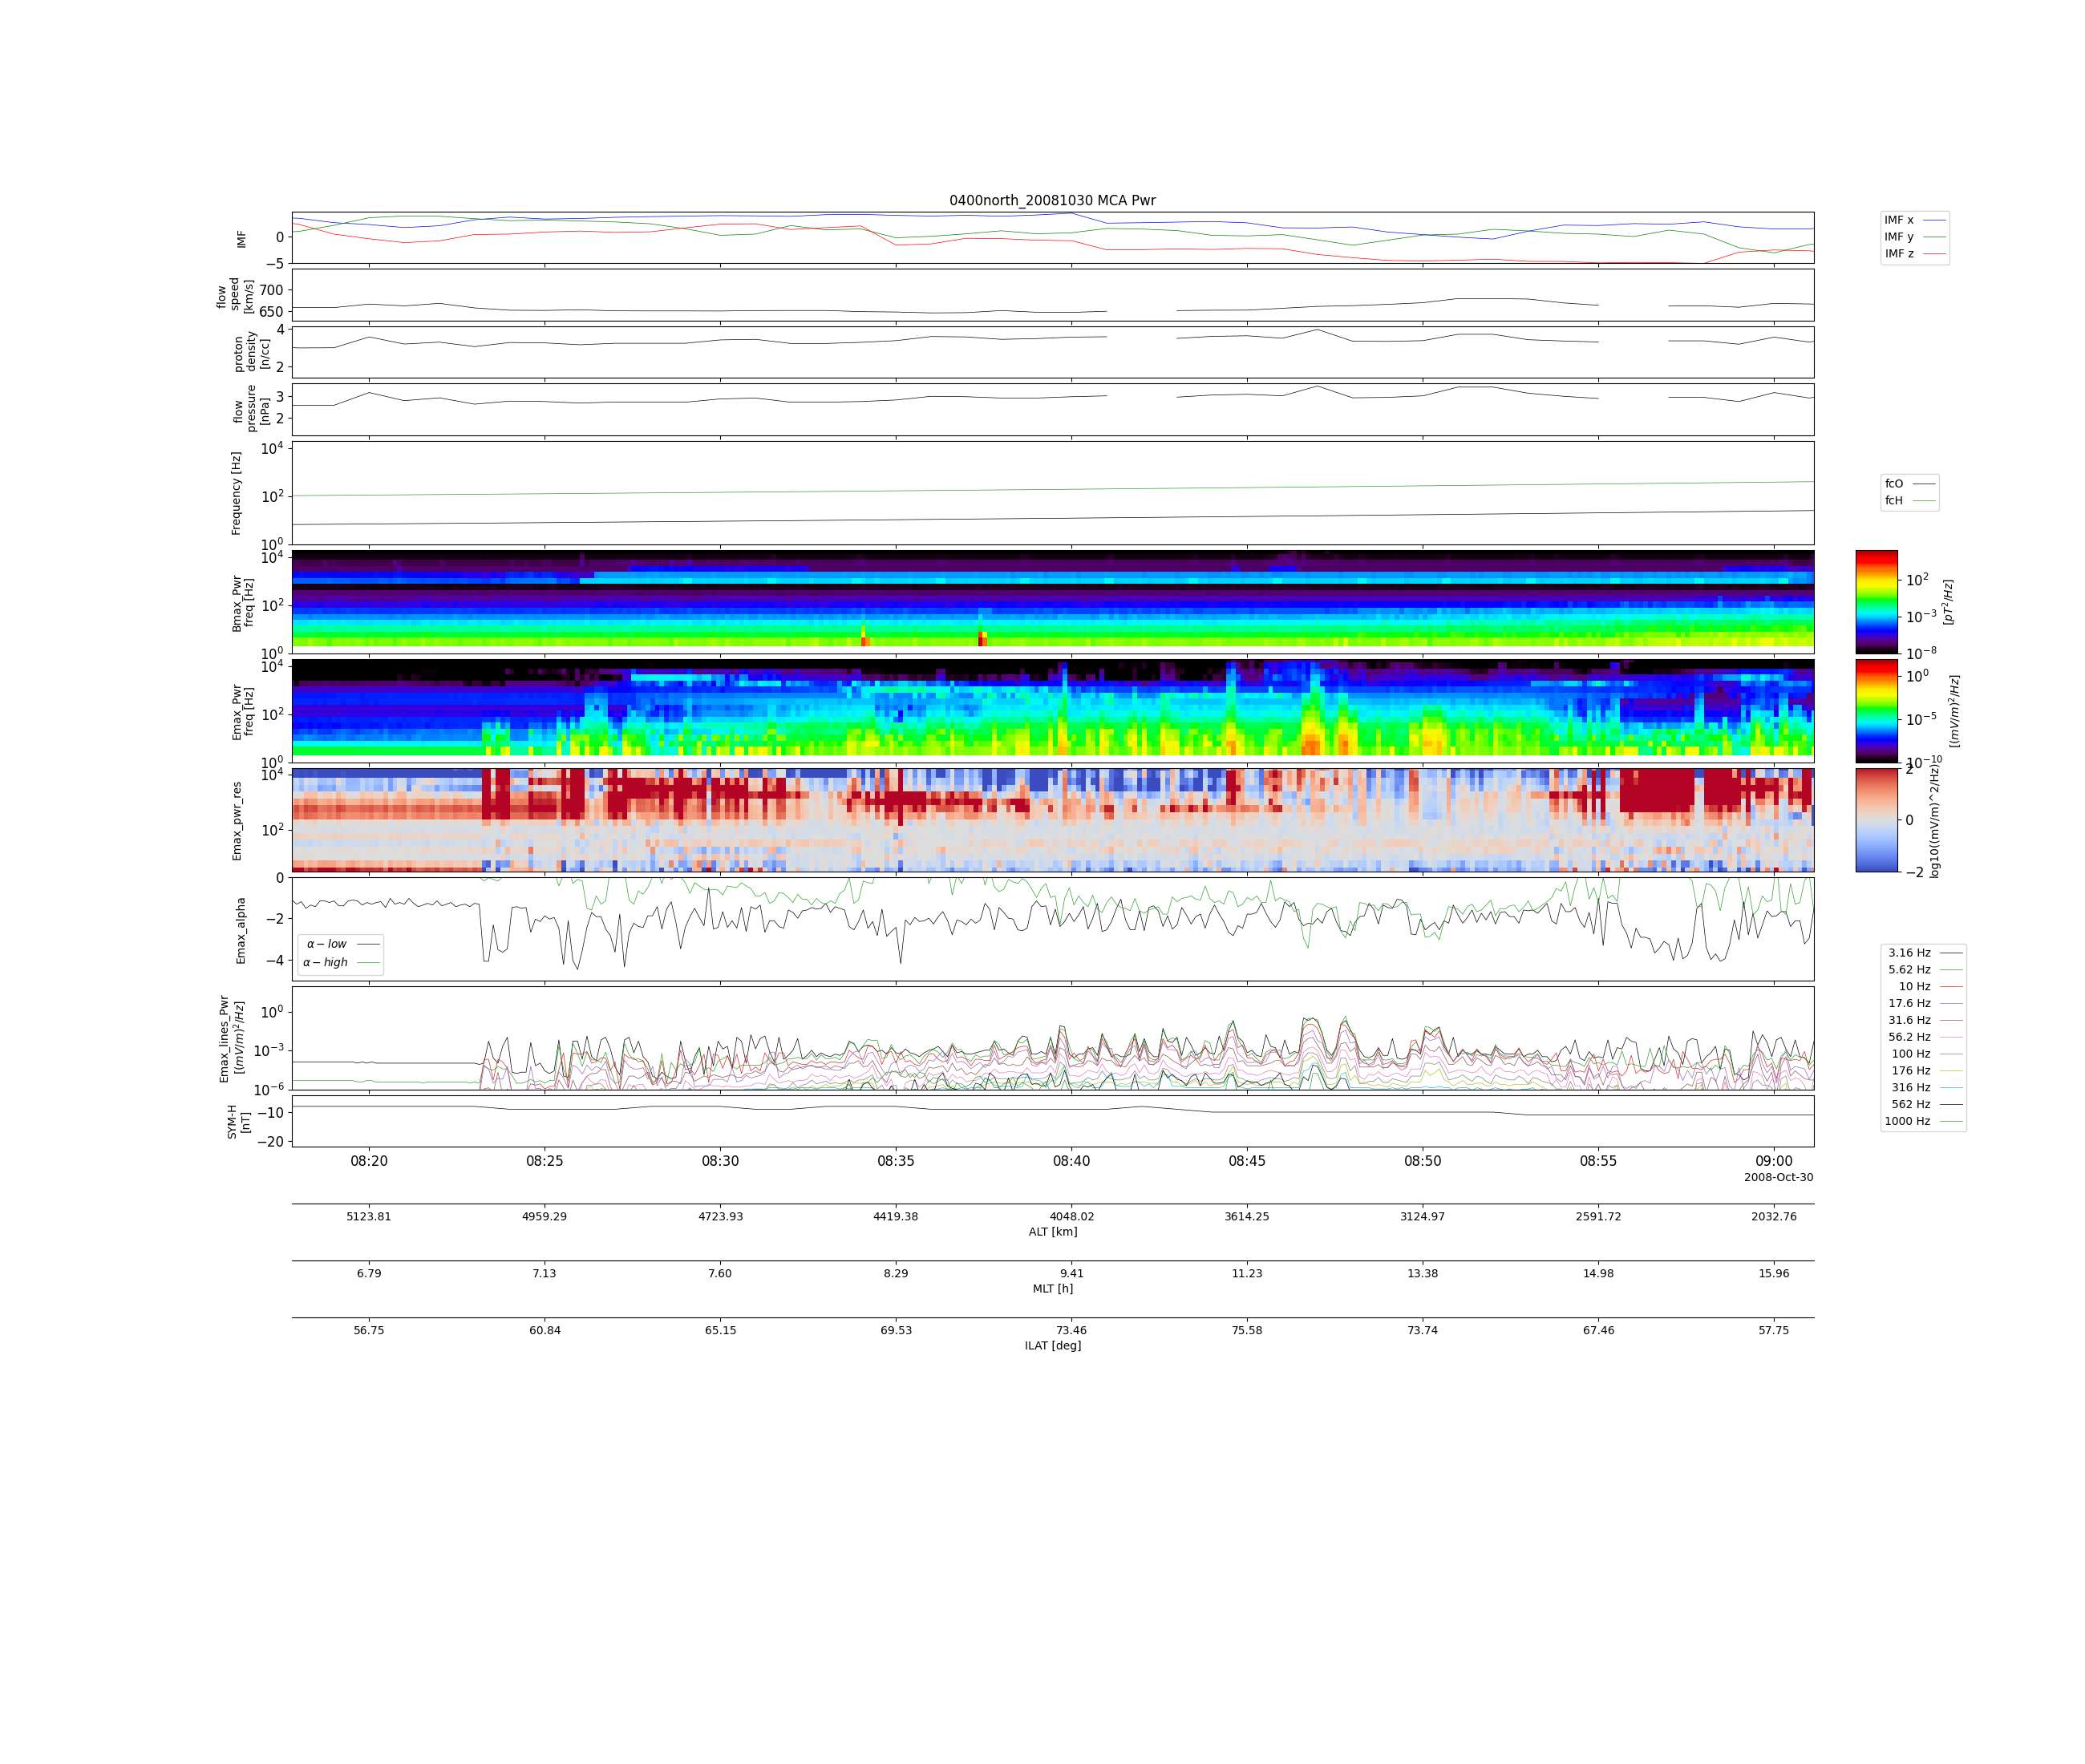 0400north_20081030 MCA Pwr
IMF
0
−5
IMF x
IMF y
IMF z
flow
speed
[km/s]
700
650
proton
density
[n/cc]
4
2
flow
pressure
[nPa]
3
2
Frequency [Hz]
10^4
10^2
10^0
fcO
fcH
Bmax_Pwr
freq [Hz]
10^4
10^2
10^0
10^2
10^−3
10^−8
[pT^2/Hz]
Emax_Pwr
freq [Hz]
10^4
10^2
10^0
10^0
10^−5
10^−10
[(mV/m)^2/Hz]
Emax_pwr_res
10^4
10^2
2
0
−2
log10((mV/m)^2/Hz)
Emax_alpha
0
−2
−4
α − low
α − high
Emax_lines_Pwr
[(mV/m)^2/Hz]
10^0
10^−3
10^−6
3.16 Hz
5.62 Hz
10 Hz
17.6 Hz
31.6 Hz
56.2 Hz
100 Hz
176 Hz
316 Hz
562 Hz
1000 Hz
SYM-H
[nT]
−10
−20
08:20 08:25 08:30 08:35 08:40 08:45 08:50 08:55 09:00
2008-Oct-30
5123.81 4959.29 4723.93 4419.38 4048.02 3614.25 3124.97 2591.72 2032.76
ALT [km]
6.79 7.13 7.60 8.29 9.41 11.23 13.38 14.98 15.96
MLT [h]
56.75 60.84 65.15 69.53 73.46 75.58 73.74 67.46 57.75
ILAT [deg]